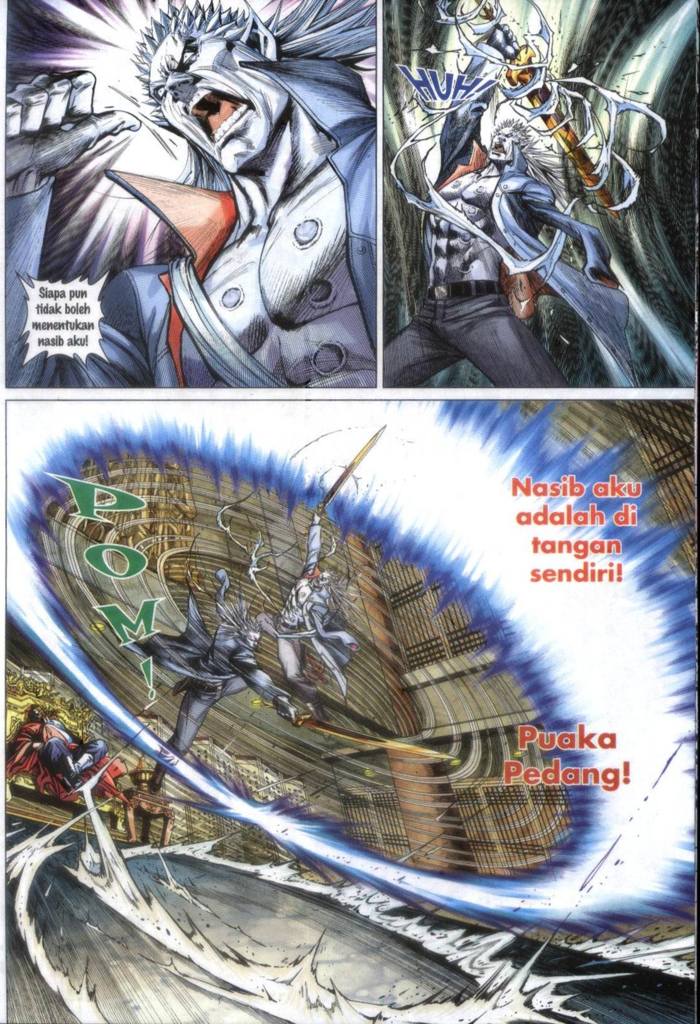 Siapa pun
tidak boleh
menentukan
nasib aku!
HUH!
POM!
Nasib aku
adalah di
tangan
sendiri!
Puaka
Pedang!